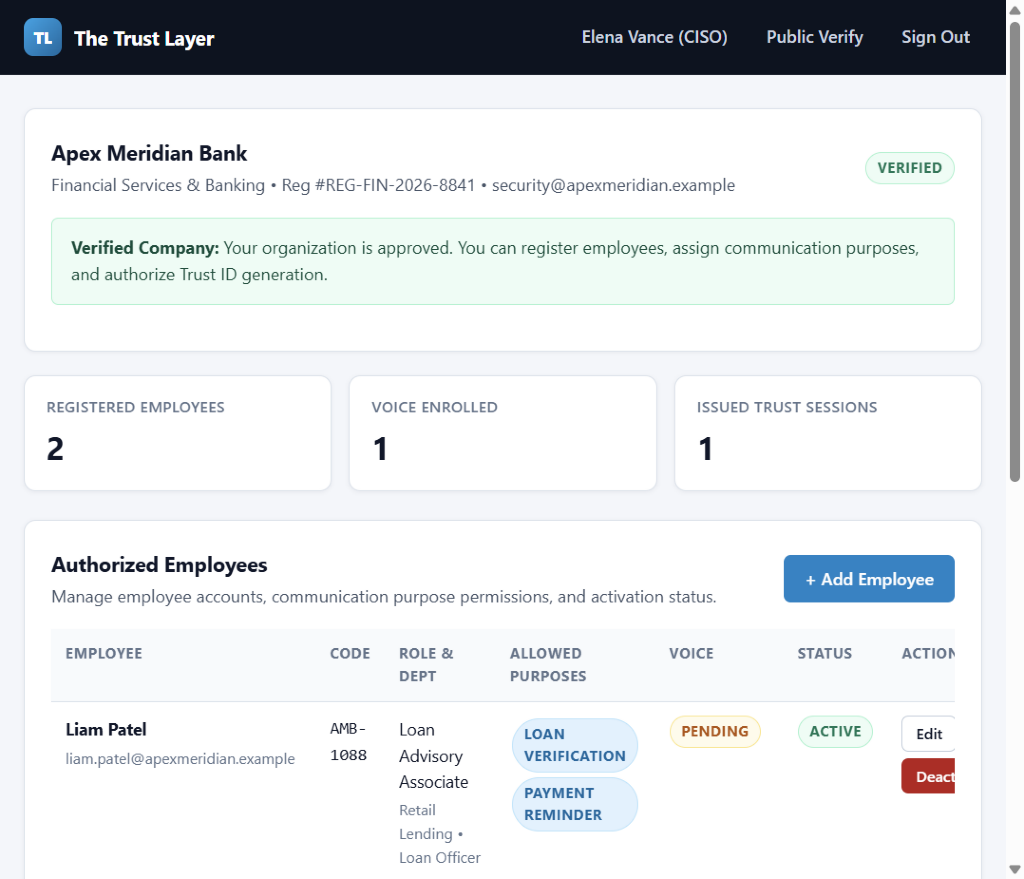 TL The Trust Layer Elena Vance (CISO) Public Verify Sign Out
Apex Meridian Bank
Financial Services & Banking • Reg #REG-FIN-2026-8841 • security@apexmeridian.example
VERIFIED
Verified Company: Your organization is approved. You can register employees, assign communication purposes,
and authorize Trust ID generation.
REGISTERED EMPLOYEES
2
VOICE ENROLLED
1
ISSUED TRUST SESSIONS
1
Authorized Employees
Manage employee accounts, communication purpose permissions, and activation status.
+ Add Employee
EMPLOYEE CODE ROLE & DEPT ALLOWED PURPOSES VOICE STATUS ACTION
Liam Patel
liam.patel@apexmeridian.example
AMB-
1088
Loan
Advisory
Associate
Retail
Lending •
Loan Officer
LOAN
VERIFICATION
PAYMENT
REMINDER
PENDING
ACTIVE
Edit
Deact